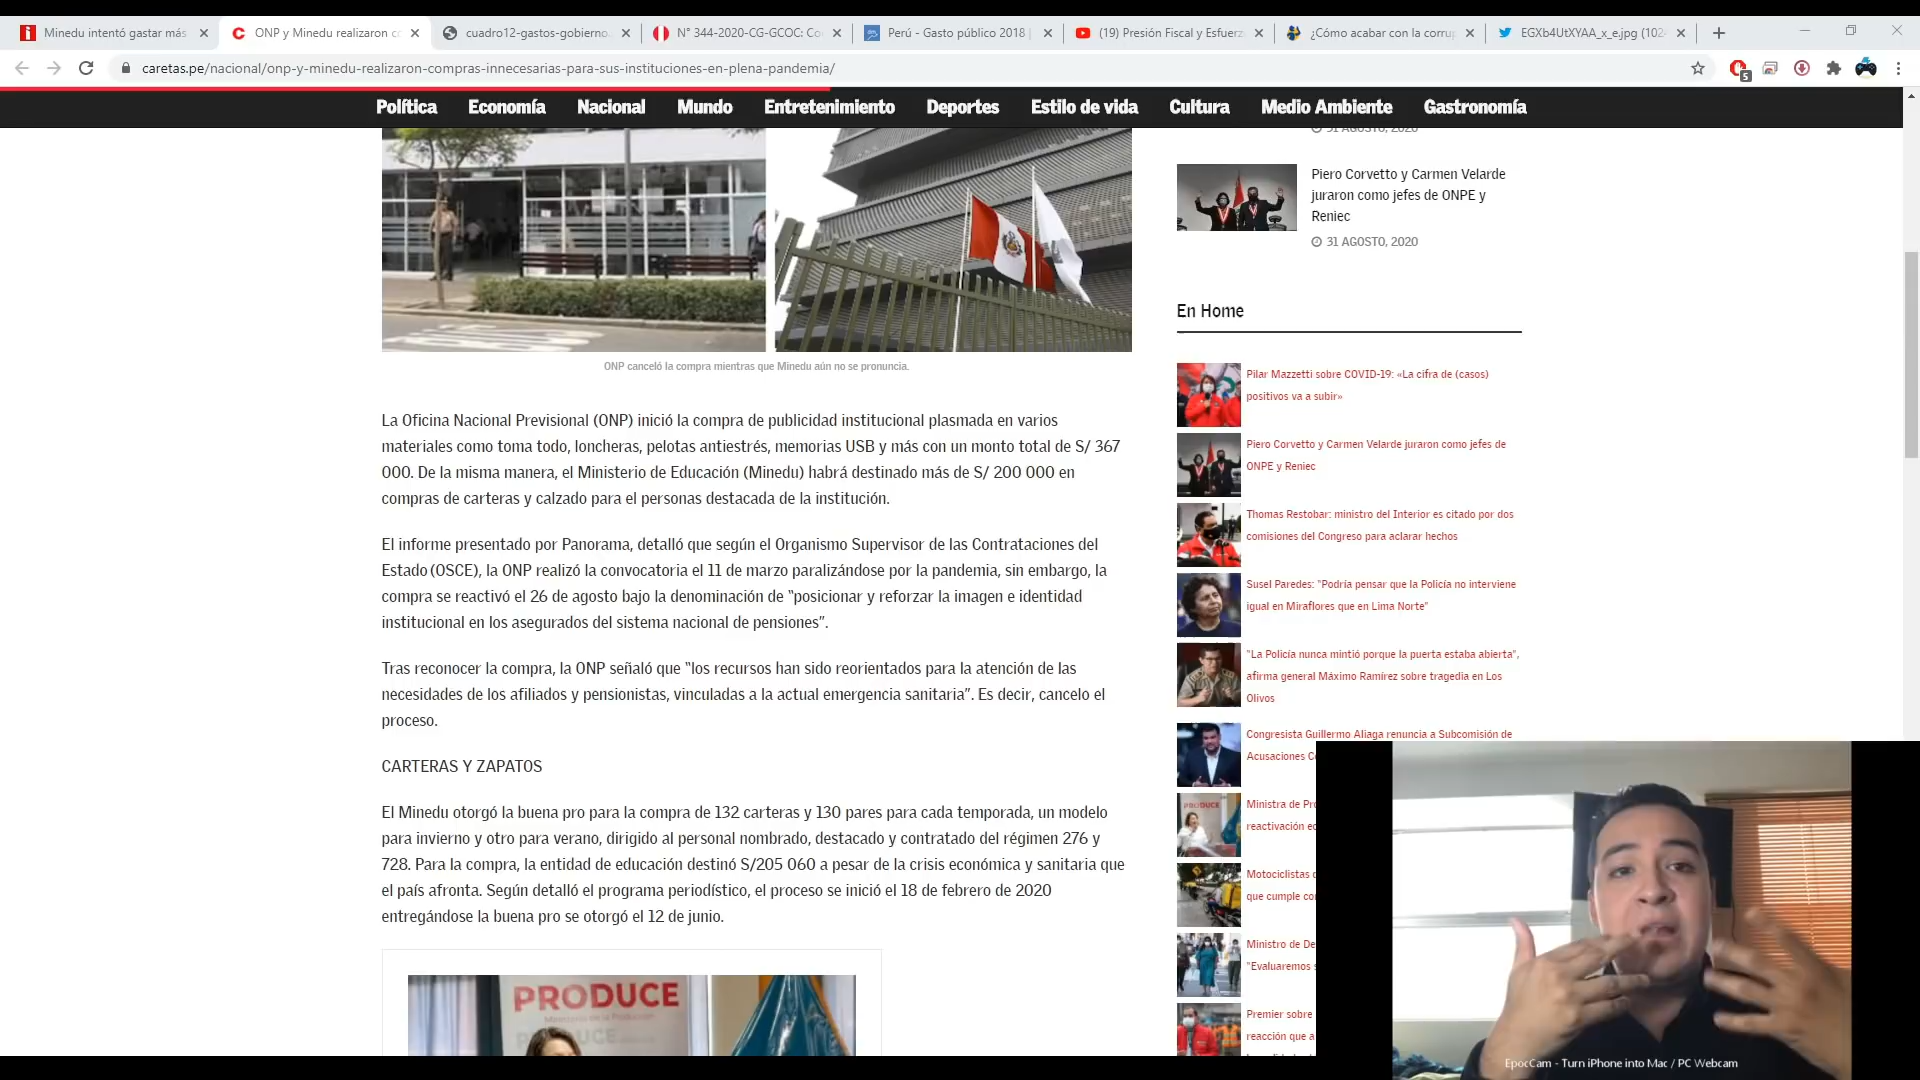 Minedu intentó gastar más
ONP y Minedu realizaron co
cuadro12-gastos-gobierno.
N° 344-2020-CG-GCOC: Co
Perú - Gasto público 2018 |
(19) Presión Fiscal y Esfuerz
¿Cómo acabar con la corrup
EGXb4UtXYAA_x_e.jpg (102
caretas.pe/nacional/onp-y-minedu-realizaron-compras-innecesarias-para-sus-instituciones-en-plena-pandemia/
5
Política Economía Nacional Mundo Entretenimiento Deportes Estilo de vida Cultura Medio Ambiente Gastronomía
ONP canceló la compra mientras que Minedu aún no se pronuncia.
La Oficina Nacional Previsional (ONP) inició la compra de publicidad institucional plasmada en varios
materiales como toma todo, loncheras, pelotas antiestrés, memorias USB y más con un monto total de S/ 367
000. De la misma manera, el Ministerio de Educación (Minedu) habrá destinado más de S/ 200 000 en
compras de carteras y calzado para el personas destacada de la institución.
El informe presentado por Panorama, detalló que según el Organismo Supervisor de las Contrataciones del
Estado (OSCE), la ONP realizó la convocatoria el 11 de marzo paralizándose por la pandemia, sin embargo, la
compra se reactivó el 26 de agosto bajo la denominación de "posicionar y reforzar la imagen e identidad
institucional en los asegurados del sistema nacional de pensiones".
Tras reconocer la compra, la ONP señaló que "los recursos han sido reorientados para la atención de las
necesidades de los afiliados y pensionistas, vinculadas a la actual emergencia sanitaria". Es decir, cancelo el
proceso.
CARTERAS Y ZAPATOS
El Minedu otorgó la buena pro para la compra de 132 carteras y 130 pares para cada temporada, un modelo
para invierno y otro para verano, dirigido al personal nombrado, destacado y contratado del régimen 276 y
728. Para la compra, la entidad de educación destinó S/205 060 a pesar de la crisis económica y sanitaria que
el país afronta. Según detalló el programa periodístico, el proceso se inició el 18 de febrero de 2020
entregándose la buena pro se otorgó el 12 de junio.
PRODUCE
Ministerio de la Producción
PRODUCE
31 AGOSTO, 2020
Piero Corvetto y Carmen Velarde
juraron como jefes de ONPE y
Reniec
31 AGOSTO, 2020
En Home
Pilar Mazzetti sobre COVID-19: «La cifra de (casos)
positivos va a subir»
Piero Corvetto y Carmen Velarde juraron como jefes de
ONPE y Reniec
Thomas Restobar: ministro del Interior es citado por dos
comisiones del Congreso para aclarar hechos
Susel Paredes: "Podría pensar que la Policía no interviene
igual en Miraflores que en Lima Norte"
"La Policía nunca mintió porque la puerta estaba abierta",
afirma general Máximo Ramírez sobre tragedia en Los
Olivos
Congresista Guillermo Aliaga renuncia a Subcomisión de
Acusaciones Co
PRODUCE
Ministra de Pro
reactivación ec
Motociclistas d
que cumple con
Ministro de De
"Evaluaremos s
Premier sobre
reacción que a
EpocCam - Turn iPhone into Mac / PC Webcam